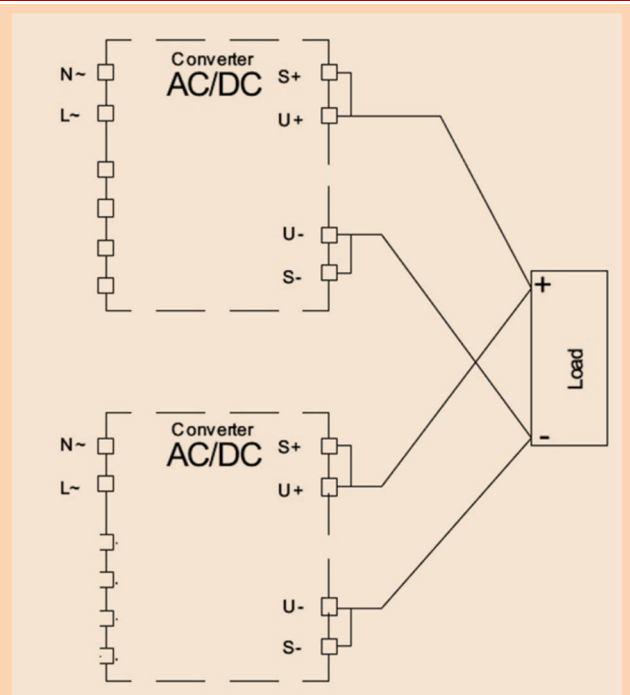 Converter
AC/DC
N~
L~
S+
U+
U-
S-
+
Load
-
Converter
AC/DC
N~
L~
S+
U+
U-
S-